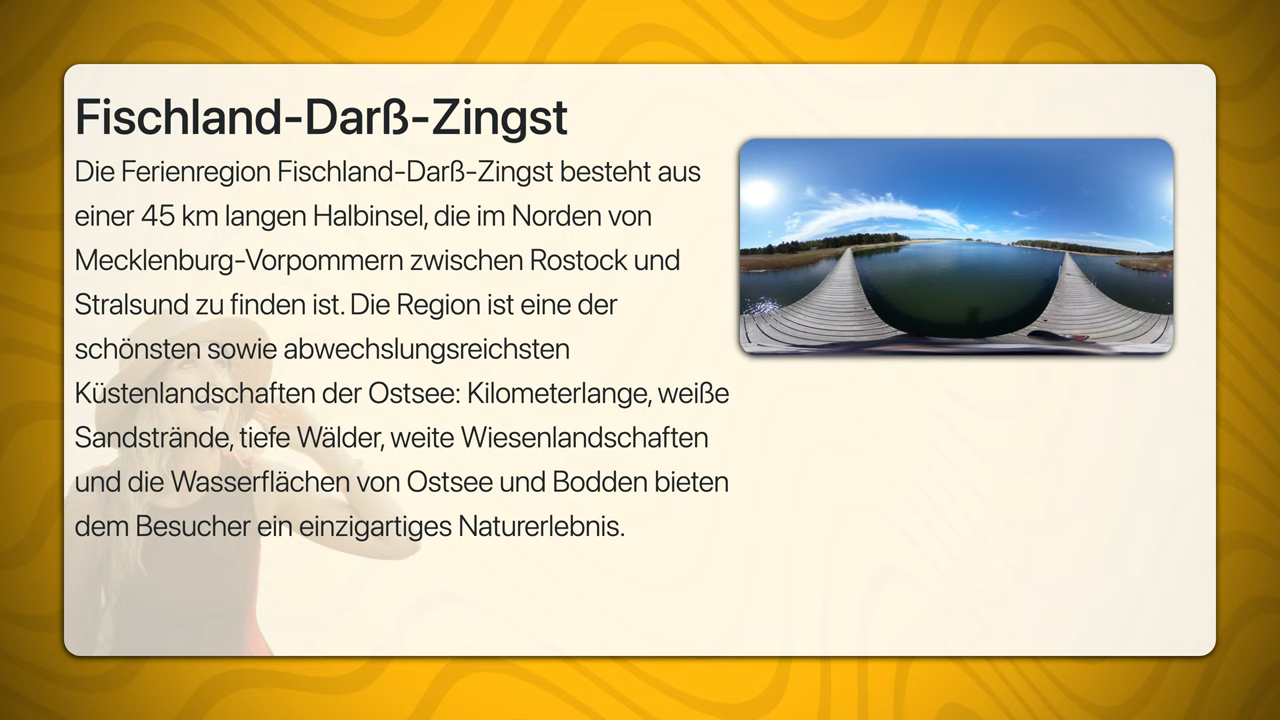 Fischland-Darß-Zingst
Die Ferienregion Fischland-Darß-Zingst besteht aus
einer 45 km langen Halbinsel, die im Norden von
Mecklenburg-Vorpommern zwischen Rostock und
Stralsund zu finden ist. Die Region ist eine der
schönsten sowie abwechslungsreichsten
Küstenlandschaften der Ostsee: Kilometerlange, weiße
Sandstrände, tiefe Wälder, weite Wiesenlandschaften
und die Wasserflächen von Ostsee und Bodden bieten
dem Besucher ein einzigartiges Naturerlebnis.